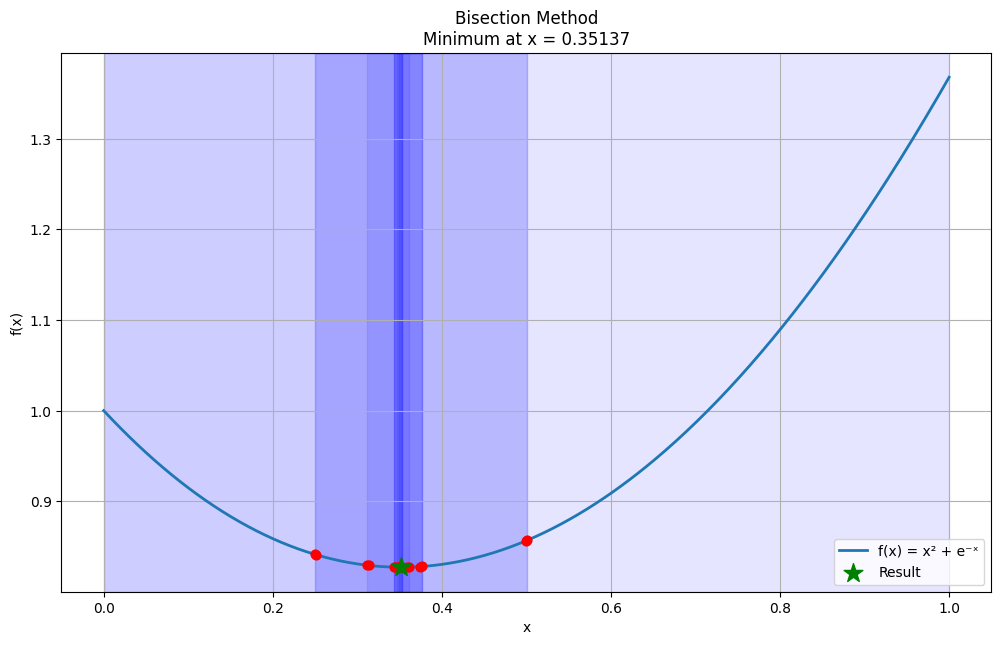 Bisection Method
Minimum at x = 0.35137
f(x)
1.3
1.2
1.1
1.0
0.9
0.0 0.2 0.4 0.6 0.8 1.0
x
f(x) = x² + e⁻ˣ
Result